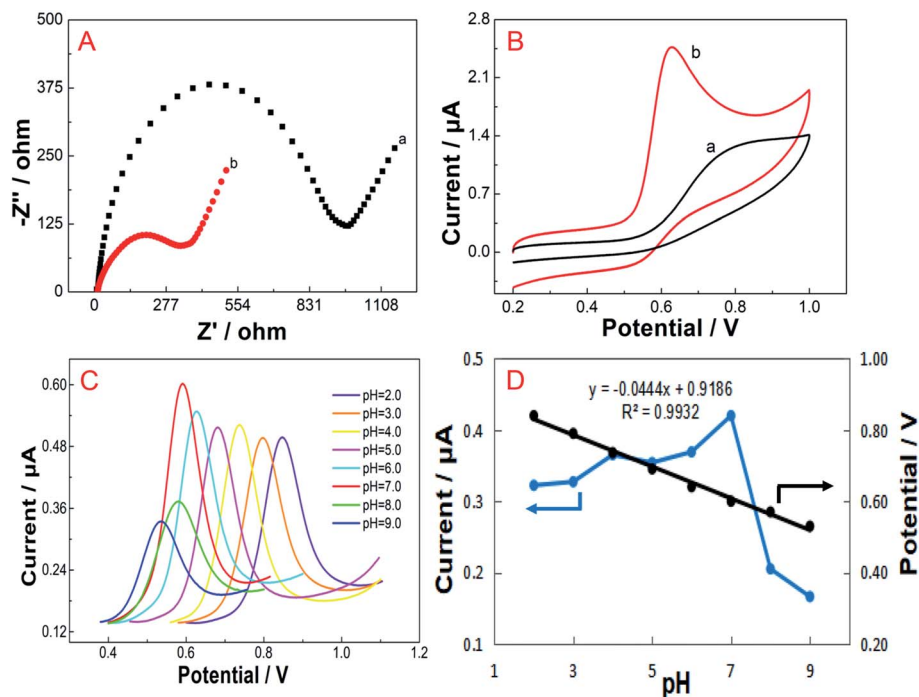 A
500
375
250
125
0
-Z'' / ohm
a
b
0
277
554
831
1108
Z' / ohm
B
2.8
2.1
1.4
0.7
0.0
Current / μA
b
a
0.2
0.4
0.6
0.8
1.0
Potential / V
C
0.60
0.48
0.36
0.24
0.12
Current / μA
pH=2.0
pH=3.0
pH=4.0
pH=5.0
pH=6.0
pH=7.0
pH=8.0
pH=9.0
0.4
0.6
0.8
1.0
1.2
Potential / V
D
0.5
0.4
0.3
0.2
0.1
Current / μA
y = -0.0444x + 0.9186
R² = 0.9932
1.00
0.80
0.60
0.40
0.20
Potential / V
1
3
5
7
9
pH